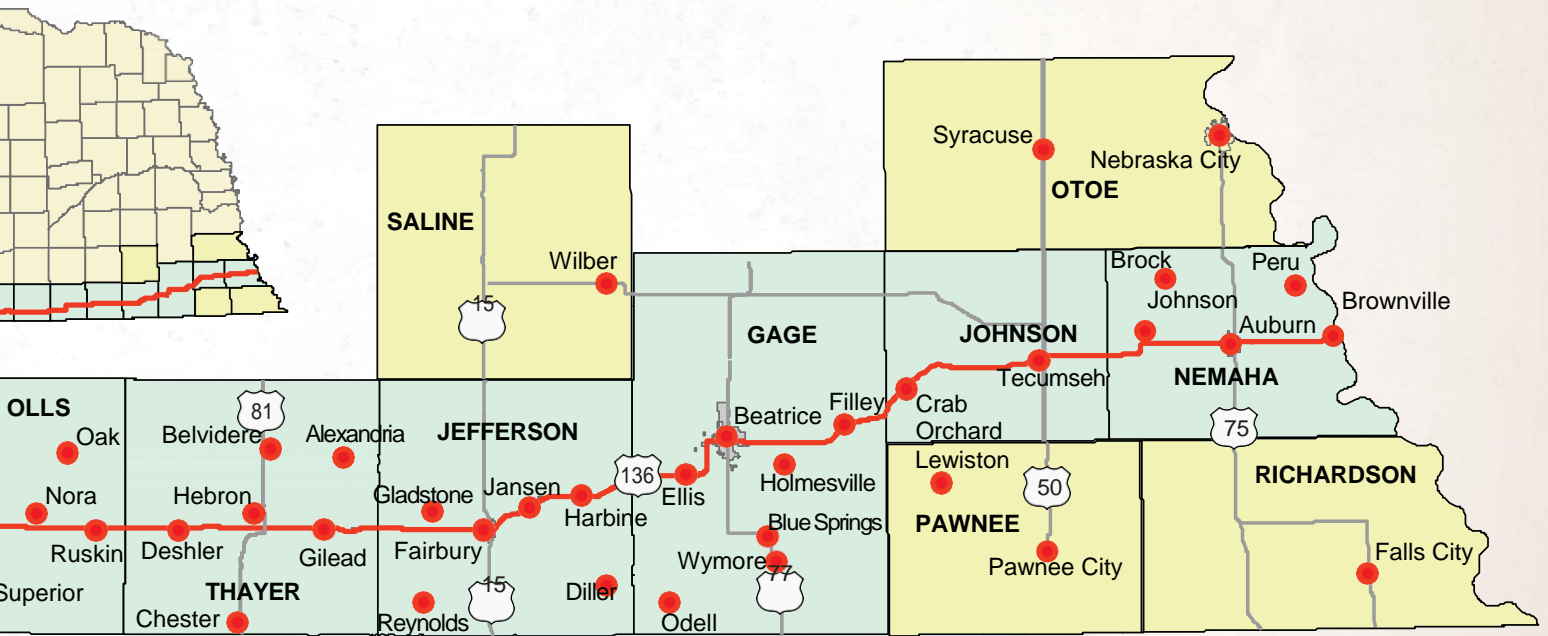 Syracuse
Nebraska City
OTOE
SALINE
Wilber
15
Brock
Peru
Johnson
Brownville
GAGE
JOHNSON
Auburn
Tecumseh
NEMAHA
OLLS
81
Oak
Belvidere
Alexandria
JEFFERSON
Beatrice
Filley
Crab
Orchard
75
Nora
Hebron
Gladstone
Jansen
136
Ellis
Holmesville
Lewiston
50
RICHARDSON
Harbine
Blue Springs
PAWNEE
Ruskin
Deshler
Gilead
Fairbury
Wymore
77
Pawnee City
Falls City
Superior
THAYER
15
Diller
Chester
Reynolds
Odell